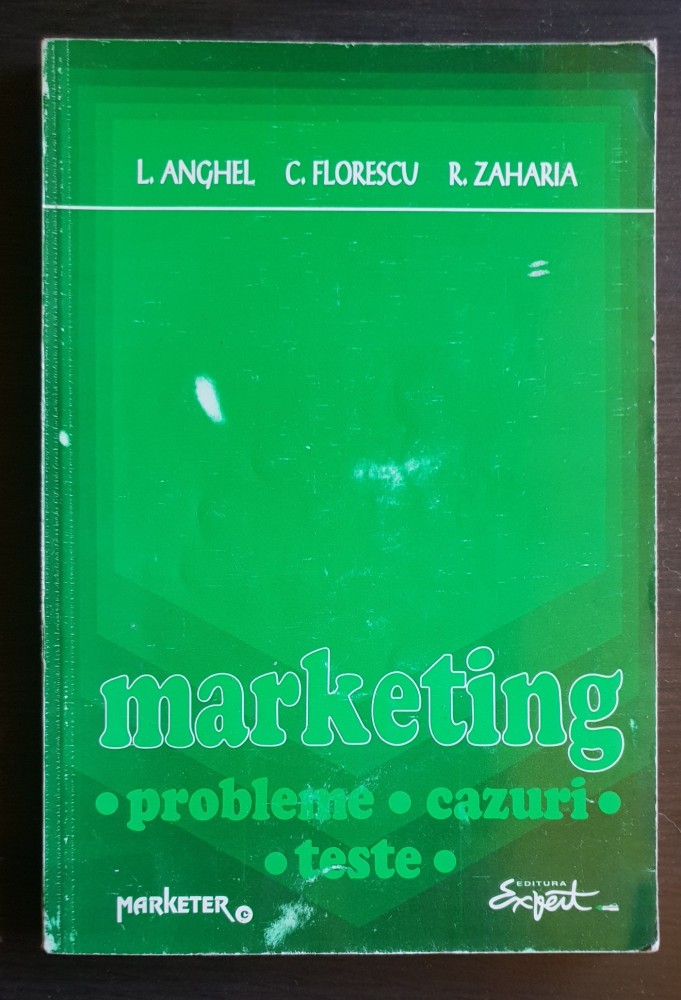 L. ANGHEL C. FLORESCU R. ZAHARIA
marketing
• probleme • cazuri •
• teste •
MARKETER ©
EDITURA
Expert